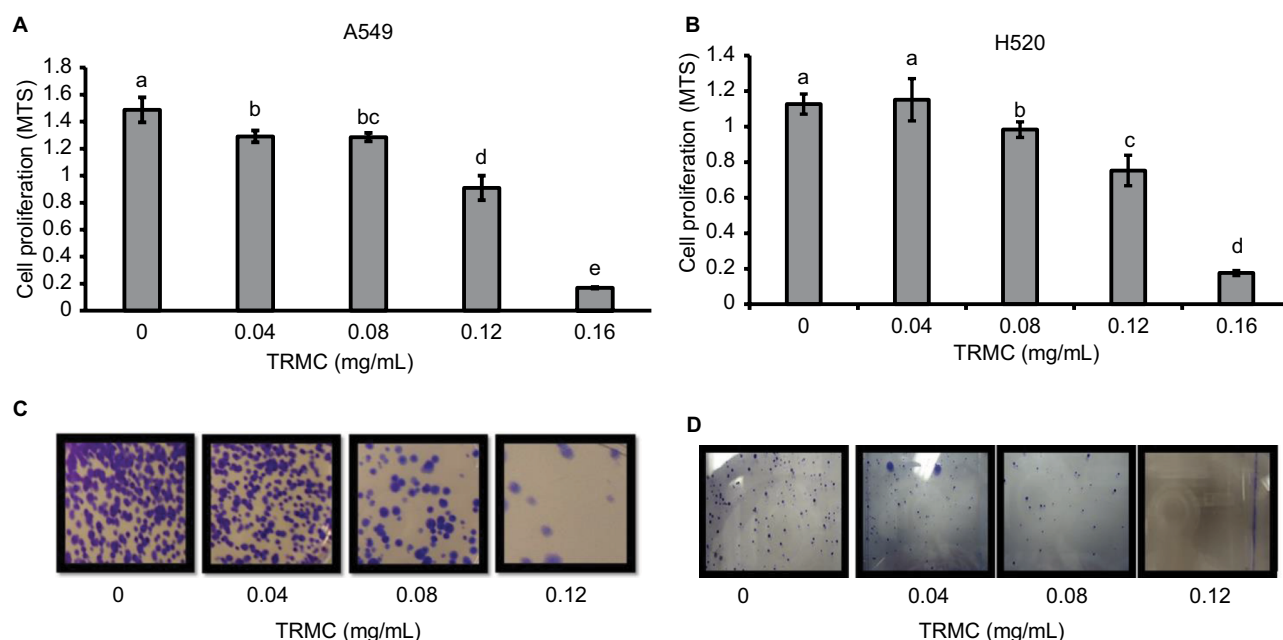 A
A549
Cell proliferation (MTS)
1.8
1.6
1.4
1.2
1
0.8
0.6
0.4
0.2
0
a
b
bc
d
e
0 0.04 0.08 0.12 0.16
TRMC (mg/mL)
B
H520
Cell proliferation (MTS)
1.4
1.2
1
0.8
0.6
0.4
0.2
0
a
a
b
c
d
0 0.04 0.08 0.12 0.16
TRMC (mg/mL)
C
0 0.04 0.08 0.12
TRMC (mg/mL)
D
0 0.04 0.08 0.12
TRMC (mg/mL)